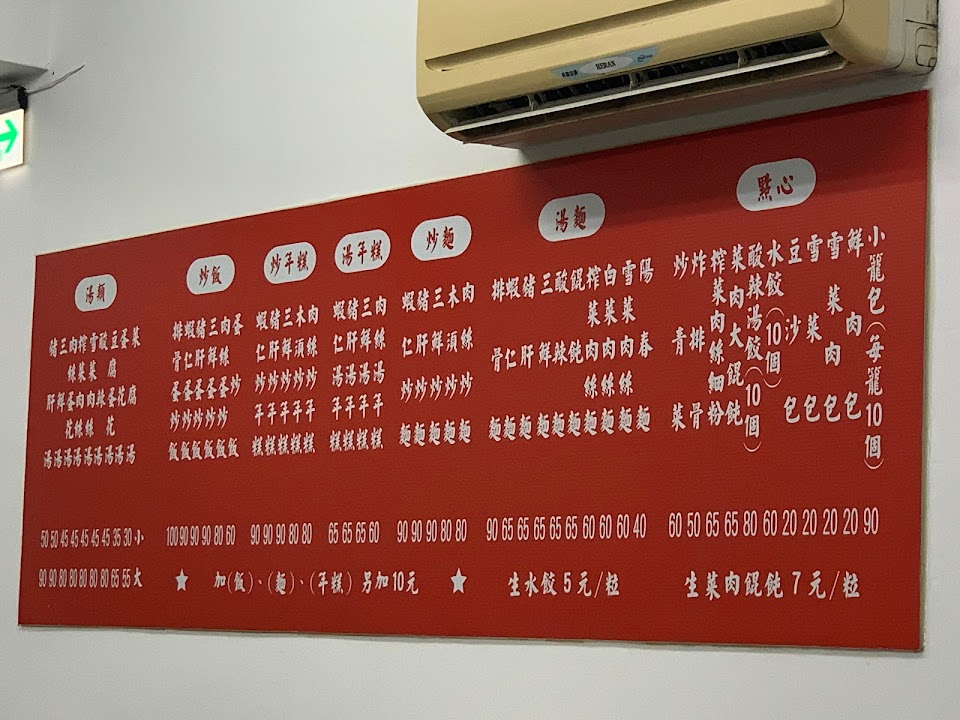 點心
小籠包(每籠10個) 90
鮮肉包 20
雪菜肉包 20
雪菜包 20
豆沙包 20
水餃(10個) 60
酸辣湯餃(10個) 80
菜肉大餛飩 65
榨菜肉絲細粉 65
炸排骨 50
炒青菜 60
湯麵
陽春麵 40
雪菜肉絲麵 60
白菜肉絲麵 60
榨菜肉絲麵 60
餛飩麵 65
酸辣麵 65
三鮮麵 65
豬肝麵 65
蝦仁麵 65
排骨麵 90
炒麵
肉絲炒麵 80
木須炒麵 80
三鮮炒麵 90
豬肝炒麵 90
蝦仁炒麵 90
湯年糕
肉絲湯年糕 60
三鮮湯年糕 65
豬肝湯年糕 65
蝦仁湯年糕 65
炒年糕
肉絲炒年糕 80
木須炒年糕 80
三鮮炒年糕 90
豬肝炒年糕 90
蝦仁炒年糕 90
炒飯
蛋炒飯 60
肉絲蛋炒飯 80
三鮮蛋炒飯 90
豬肝蛋炒飯 90
蝦仁蛋炒飯 90
排骨蛋炒飯 100
湯類
小 大
菜腐湯 30 55
蛋花湯 35 65
豆腐蛋花湯 45 80
酸辣湯 45 80
雪菜肉絲湯 45 80
榨菜肉絲湯 45 80
肉絲蛋花湯 45 80
三鮮湯 50 90
豬肝湯 50 90
★ 加(飯)、(麵)、(年糕)另加10元 ★
生水餃5元/粒
生菜肉餛飩7元/粒
HERAN